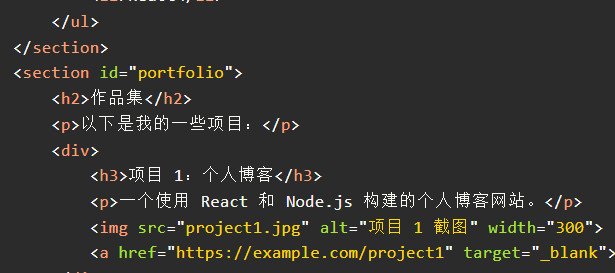 </ul>
</section>
<section id="portfolio">
<h2>作品集</h2>
<p>以下是我的一些项目：</p>
<div>
<h3>项目 1：个人博客</h3>
<p>一个使用 React 和 Node.js 构建的个人博客网站。</p>
<img src="project1.jpg" alt="项目 1 截图" width="300">
<a href="https://example.com/project1" target="_blank">